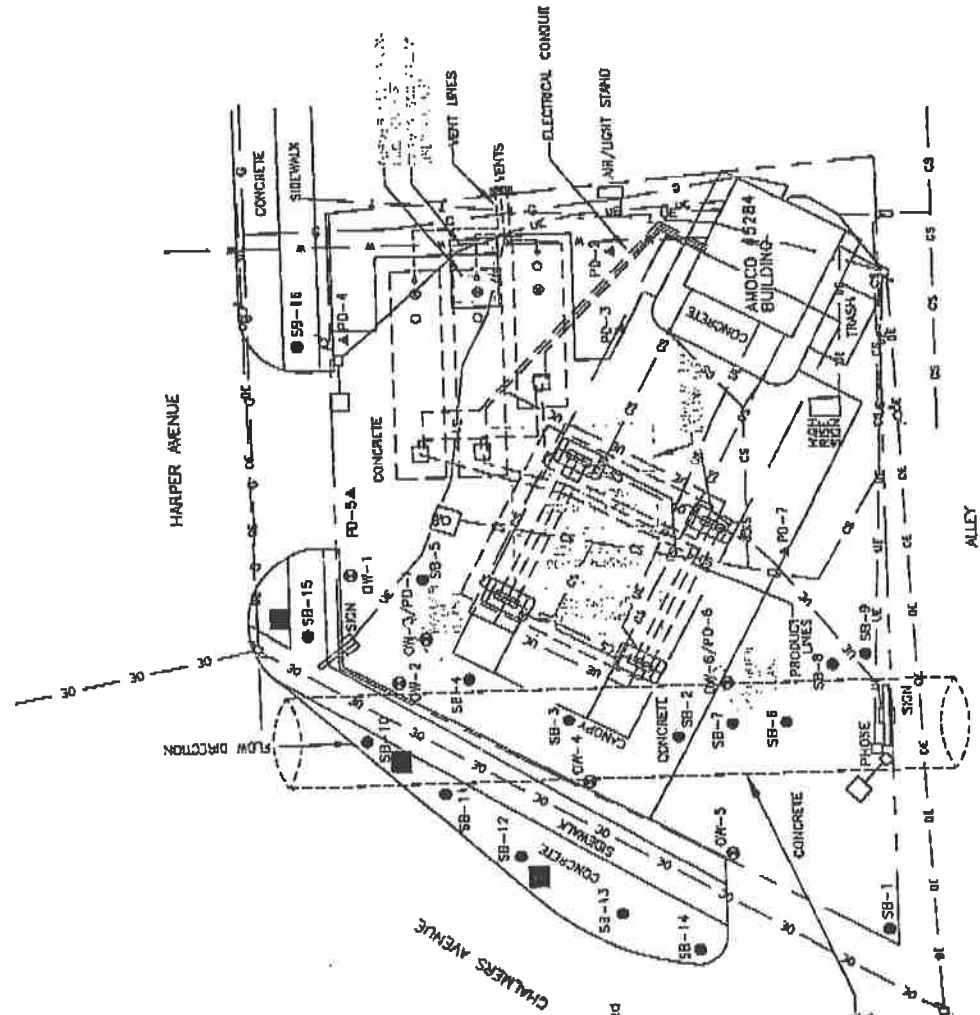 HARPER AVENUE
CONCRETE
SIDEWALK
SB-16
PD-4
VENT LINES
VENTS
ELECTRICAL CONDUIT
AIR/LIGHT STAND
PD-2
PD-3
AMOCO #5284
BUILDING
CONCRETE
TRASH
HIGH
RISE
SIGN
CONCRETE
PD-5
OW-1
SB-15
SIGN
OW-3/PD-1
SB-5
OW-2
SB-4
FLOW DIRECTION
SB-10
SB-11
SB-12
SB-13
SB-14
CONCRETE
SIDEWALK
CHALMERS AVENUE
SB-3
OW-4
CANOPY
CONCRETE
SB-2
OW-6/PD-6
SB-7
SB-6
PD-7
PRODUCT
LINES
SB-8
SB-9
OW-5
CONCRETE
PHONE
SIGN
SB-1
ALLEY